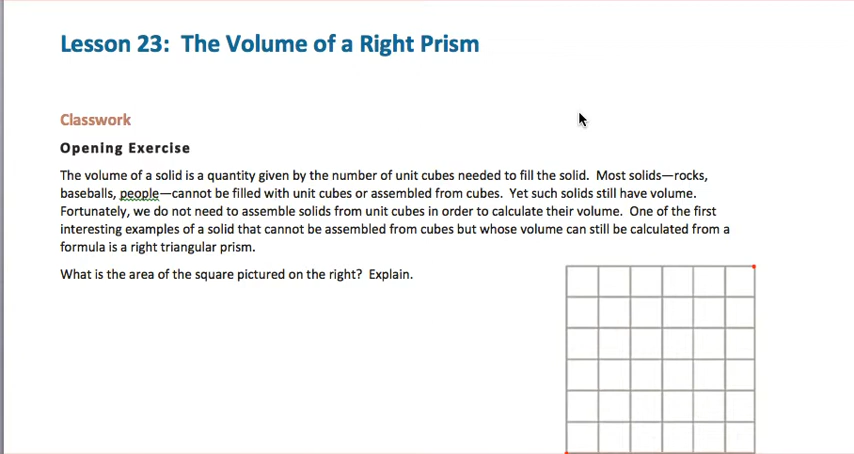 Lesson 23:  The Volume of a Right Prism
Classwork
Opening Exercise
The volume of a solid is a quantity given by the number of unit cubes needed to fill the solid.  Most solids—rocks,
baseballs, people—cannot be filled with unit cubes or assembled from cubes.  Yet such solids still have volume.
Fortunately, we do not need to assemble solids from unit cubes in order to calculate their volume.  One of the first
interesting examples of a solid that cannot be assembled from cubes but whose volume can still be calculated from a
formula is a right triangular prism.
What is the area of the square pictured on the right?  Explain.